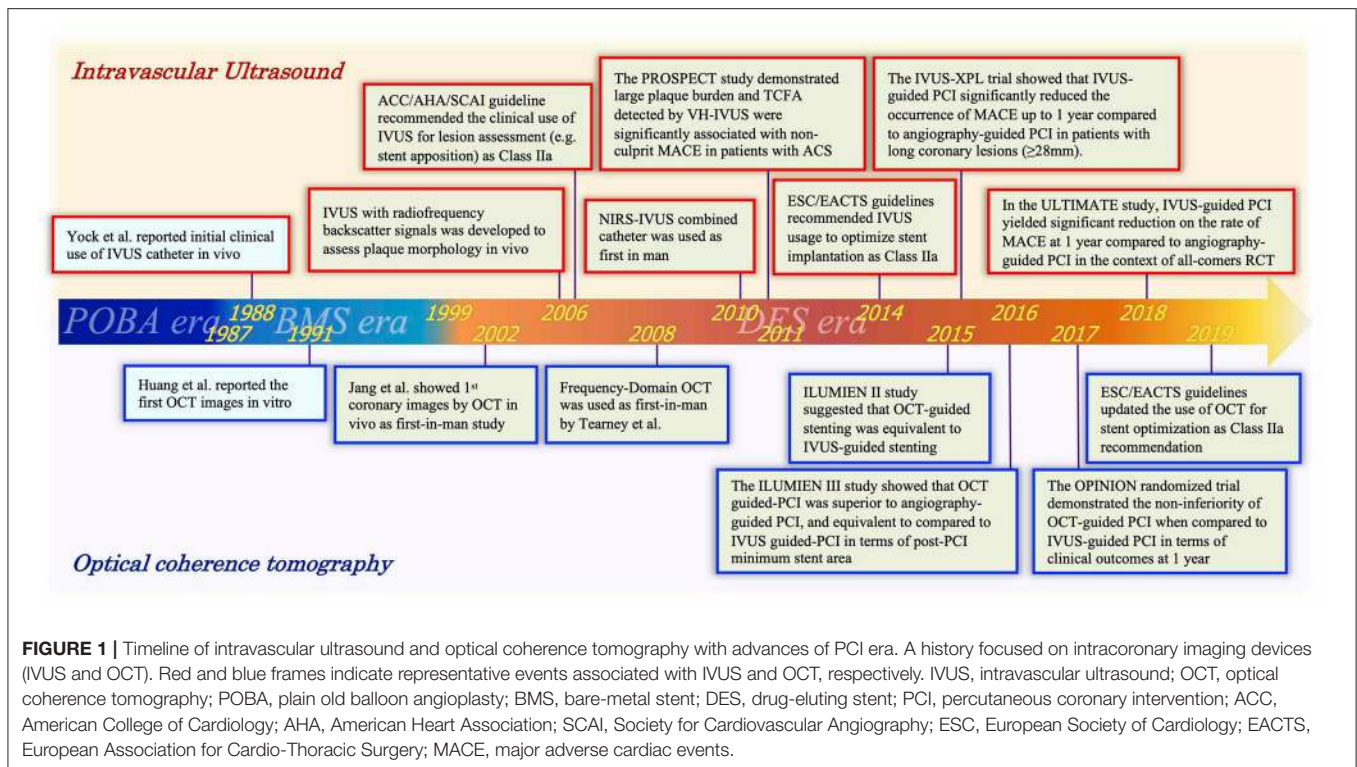 Intravascular Ultrasound
ACC/AHA/SCAI guideline
recommended the clinical use of
IVUS for lesion assessment (e.g.
stent apposition) as Class IIa
The PROSPECT study demonstrated
large plaque burden and TCFA
detected by VH-IVUS were
significantly associated with non-
culprit MACE in patients with ACS
The IVUS-XPL trial showed that IVUS-
guided PCI significantly reduced the
occurrence of MACE up to 1 year compared
to angiography-guided PCI in patients with
long coronary lesions (≥28mm).
Yock et al. reported initial clinical
use of IVUS catheter in vivo
IVUS with radiofrequency
backscatter signals was developed to
assess plaque morphology in vivo
NIRS-IVUS combined
catheter was used as
first in man
ESC/EACTS guidelines
recommended IVUS
usage to optimize stent
implantation as Class IIa
In the ULTIMATE study, IVUS-guided PCI
yielded significant reduction on the rate of
MACE at 1 year compared to angiography-
guided PCI in the context of all-comers RCT
POBA era BMS era DES era
1988 1999 2006 2010 2014 2016 2018
1987 1991 2002 2008 2011 2015 2017 2019
Huang et al. reported the
first OCT images in vitro
Jang et al. showed 1st
coronary images by OCT in
vivo as first-in-man study
Frequency-Domain OCT
was used as first-in-man
by Tearney et al.
ILUMIEN II study
suggested that OCT-guided
stenting was equivalent to
IVUS-guided stenting
ESC/EACTS guidelines
updated the use of OCT for
stent optimization as Class IIa
recommendation
The ILUMIEN III study showed that OCT
guided-PCI was superior to angiography-
guided PCI, and equivalent to compared to
IVUS guided-PCI in terms of post-PCI
minimum stent area
The OPINION randomized trial
demonstrated the non-inferiority of
OCT-guided PCI when compared to
IVUS-guided PCI in terms of
clinical outcomes at 1 year
Optical coherence tomography
FIGURE 1 | Timeline of intravascular ultrasound and optical coherence tomography with advances of PCI era. A history focused on intracoronary imaging devices
(IVUS and OCT). Red and blue frames indicate representative events associated with IVUS and OCT, respectively. IVUS, intravascular ultrasound; OCT, optical
coherence tomography; POBA, plain old balloon angioplasty; BMS, bare-metal stent; DES, drug-eluting stent; PCI, percutaneous coronary intervention; ACC,
American College of Cardiology; AHA, American Heart Association; SCAI, Society for Cardiovascular Angiography; ESC, European Society of Cardiology; EACTS,
European Association for Cardio-Thoracic Surgery; MACE, major adverse cardiac events.